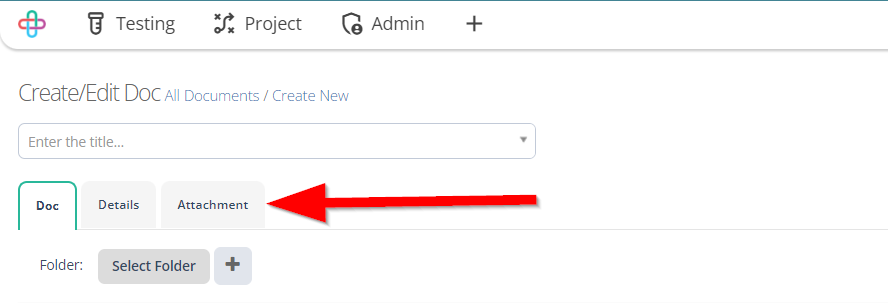 Testing Project Admin +
Create/Edit Doc All Documents / Create New
Enter the title...
Doc Details Attachment
Folder: Select Folder +